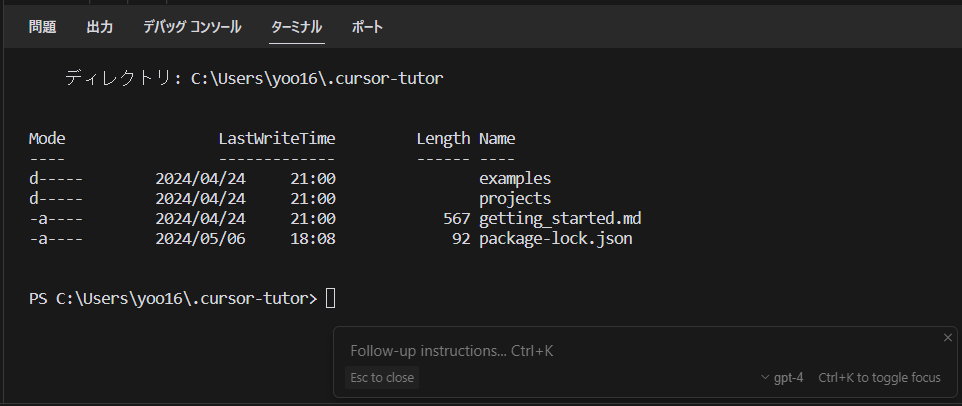 問題 出力 デバッグ コンソール ターミナル ポート
ディレクトリ: C:\Users\yoo16\.cursor-tutor
Mode LastWriteTime Length Name
---- ------------- ------ ----
d----- 2024/04/24 21:00 examples
d----- 2024/04/24 21:00 projects
-a---- 2024/04/24 21:00 567 getting_started.md
-a---- 2024/05/06 18:08 92 package-lock.json
PS C:\Users\yoo16\.cursor-tutor>
Follow-up instructions... Ctrl+K
Esc to close gpt-4 Ctrl+K to toggle focus